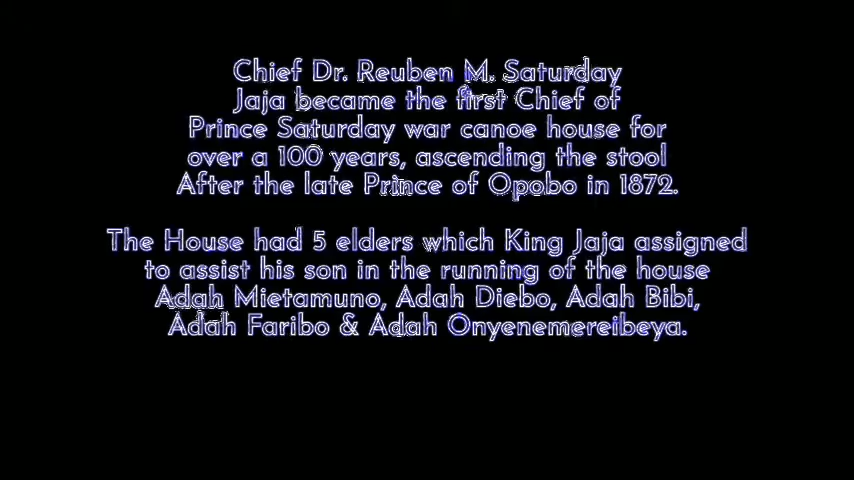 Chief Dr. Reuben M. Saturday
Jaja became the first Chief of
Prince Saturday war canoe house for
over a 100 years, ascending the stool
After the late Prince of Opobo in 1872.
The House had 5 elders which King Jaja assigned
to assist his son in the running of the house
Adah Mietamuno, Adah Diebo, Adah Bibi,
Adah Faribo & Adah Onyenemereibeya.